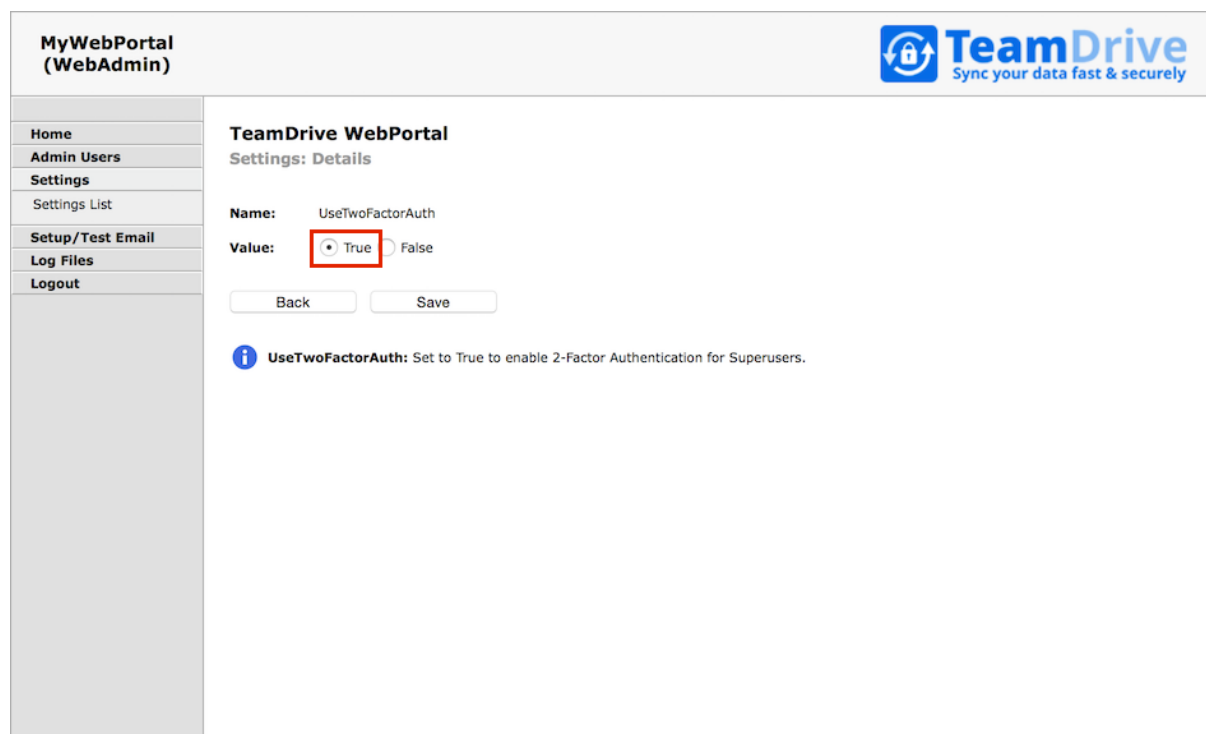 MyWebPortal
(WebAdmin)
TeamDrive
Sync your data fast & securely
Home
Admin Users
Settings
Settings List
Setup/Test Email
Log Files
Logout
TeamDrive WebPortal
Settings: Details
Name: UseTwoFactorAuth
Value: True False
Back Save
UseTwoFactorAuth: Set to True to enable 2-Factor Authentication for Superusers.